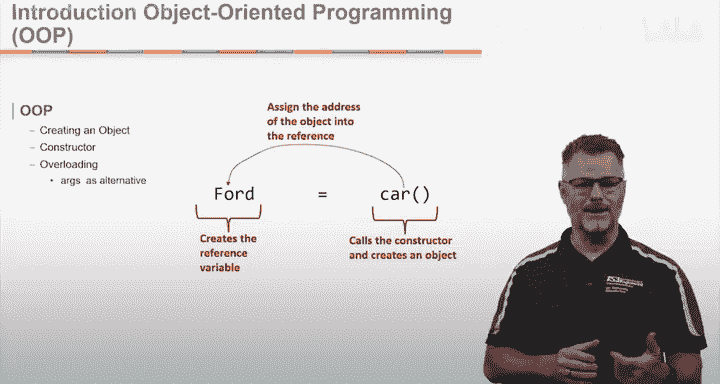 Introduction Object-Oriented Programming
(OOP)
OOP
– Creating an Object
– Constructor
– Overloading
• args as alternative
Assign the address
of the object into
the reference
Ford = car()
Creates the
reference
variable
Calls the constructor
and creates an object